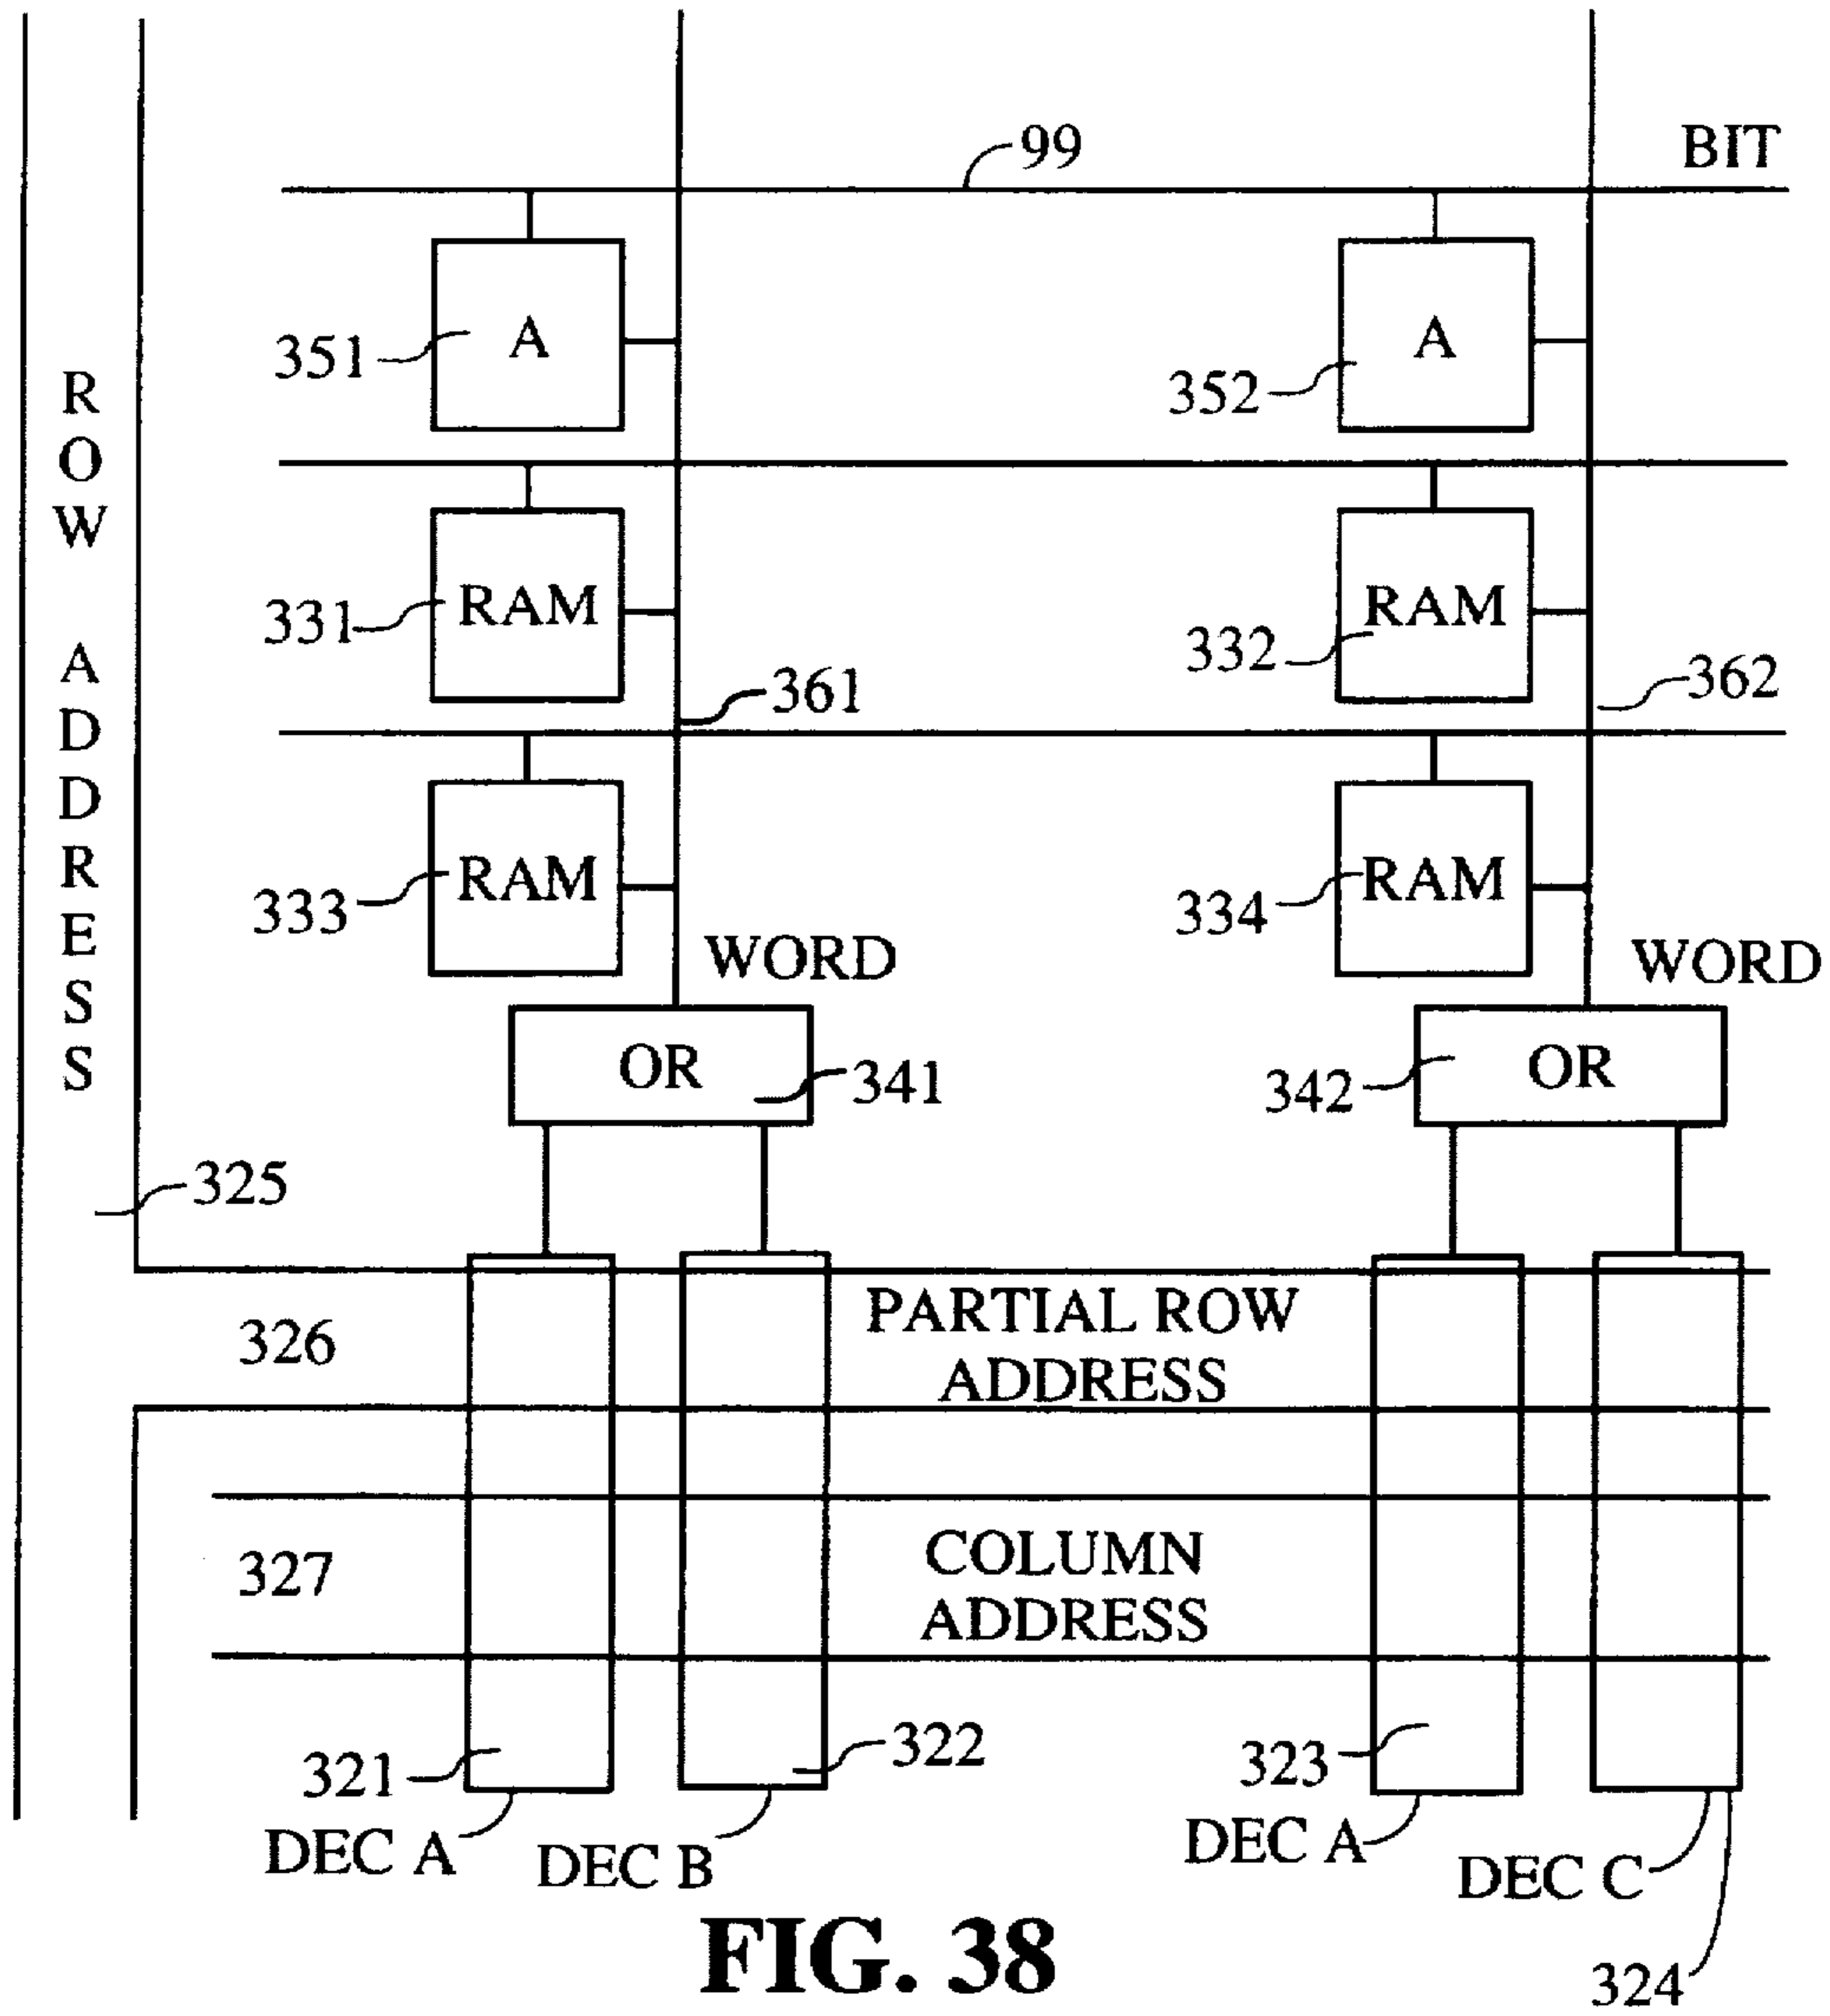 99
BIT
A
A
351
352
ROW ADDRESS
RAM
RAM
331
332
361
362
RAM
RAM
333
334
WORD
WORD
OR
OR
341
342
325
PARTIAL ROW
ADDRESS
326
COLUMN
ADDRESS
327
321
322
323
DEC A
DEC B
DEC A
DEC C
324
FIG. 38